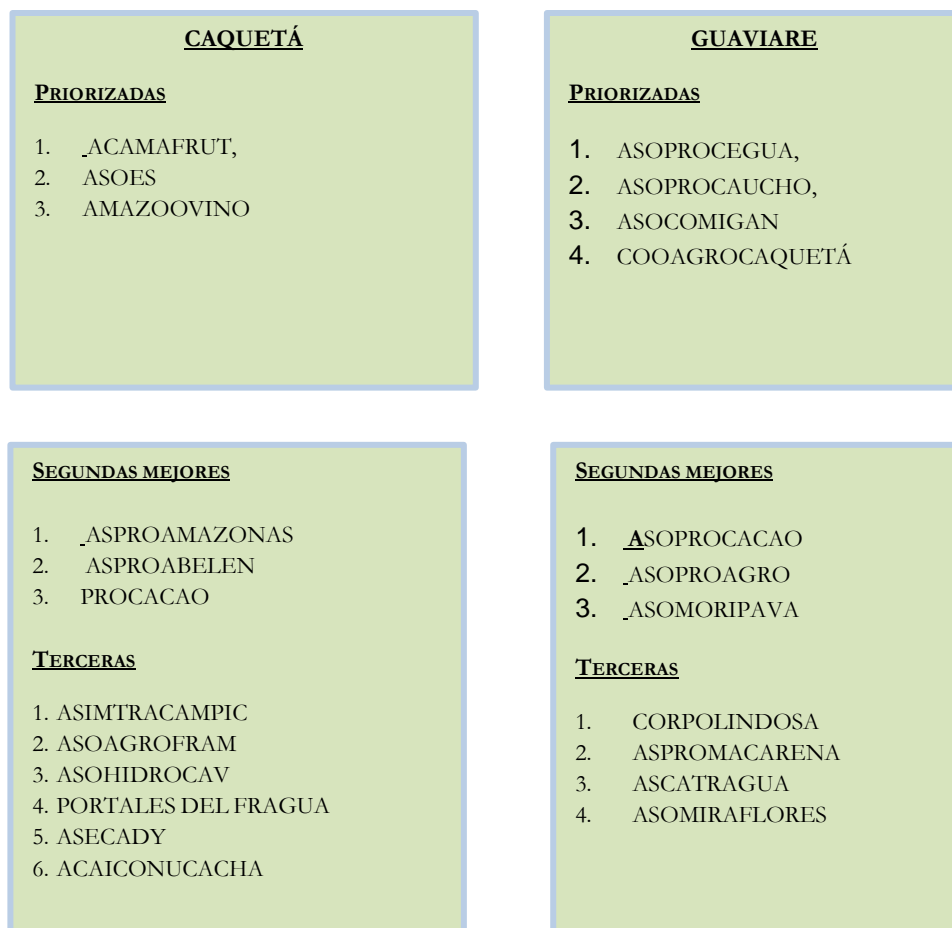 CAQUETÁ
PRIORIZADAS
1. ACAMAFRUT,
2. ASOES
3. AMAZOOVINO
GUAVIARE
PRIORIZADAS
1. ASOPROCEGUA,
2. ASOPROCAUCHO,
3. ASOCOMIGAN
4. COOAGROCAQUETÁ
SEGUNDAS MEJORES
1. ASPROAMAZONAS
2. ASPROABELEN
3. PROCACAO
TERCERAS
1. ASIMTRACAMPIC
2. ASOAGROFRAM
3. ASOHIDROCAV
4. PORTALES DEL FRAGUA
5. ASECADY
6. ACAICONUCACHA
SEGUNDAS MEJORES
1. ASOPROCACAO
2. ASOPROAGRO
3. ASOMORIPAVA
TERCERAS
1. CORPOLINDOSA
2. ASPROMACARENA
3. ASCATRAGUA
4. ASOMIRAFLORES